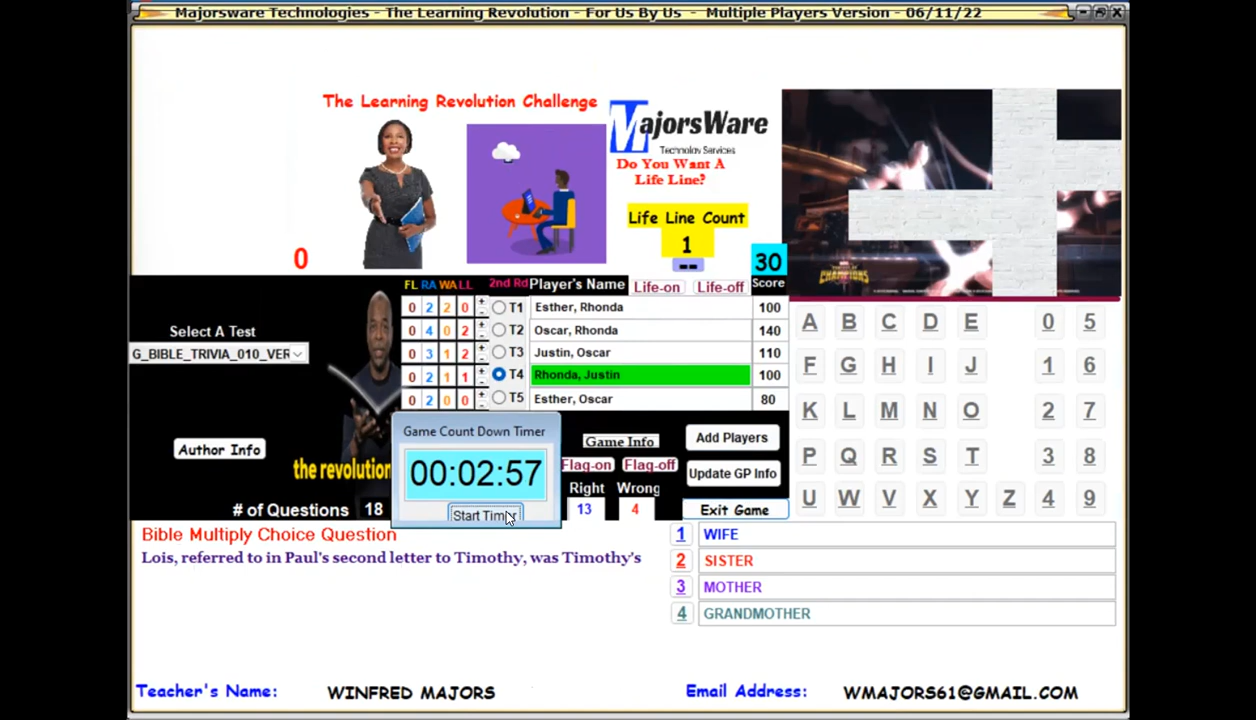 Majorsware Technologies - The Learning Revolution - For Us By Us - Multiple Players Version - 06/11/22
The Learning Revolution Challenge
MajorsWare
Technology Services
Do You Want A
Life Line?
Life Line Count
1
--
0
30
MARVEL
CHAMPIONS
FL RA WA LL 2nd Rd Player's Name Life-on Life-off Score
0 2 2 0 + - T1 Esther, Rhonda 100
0 4 0 2 + - T2 Oscar, Rhonda 140
0 3 1 2 + - T3 Justin, Oscar 110
0 2 1 1 + - T4 Rhonda, Justin 100
0 2 0 0 + - T5 Esther, Oscar 80
Select A Test
G_BIBLE_TRIVIA_010_VER
Author Info
the revolution
# of Questions 18
Game Count Down Timer
00:02:57
Start Timer
Game Info
Flag-on Flag-off
Right Wrong
13 4
Add Players
Update GP Info
Exit Game
A B C D E 0 5
F G H I J 1 6
K L M N O 2 7
P Q R S T 3 8
U W V X Y Z 4 9
Bible Multiply Choice Question
Lois, referred to in Paul's second letter to Timothy, was Timothy's
1 WIFE
2 SISTER
3 MOTHER
4 GRANDMOTHER
Teacher's Name: WINFRED MAJORS
Email Address: WMAJORS61@GMAIL.COM